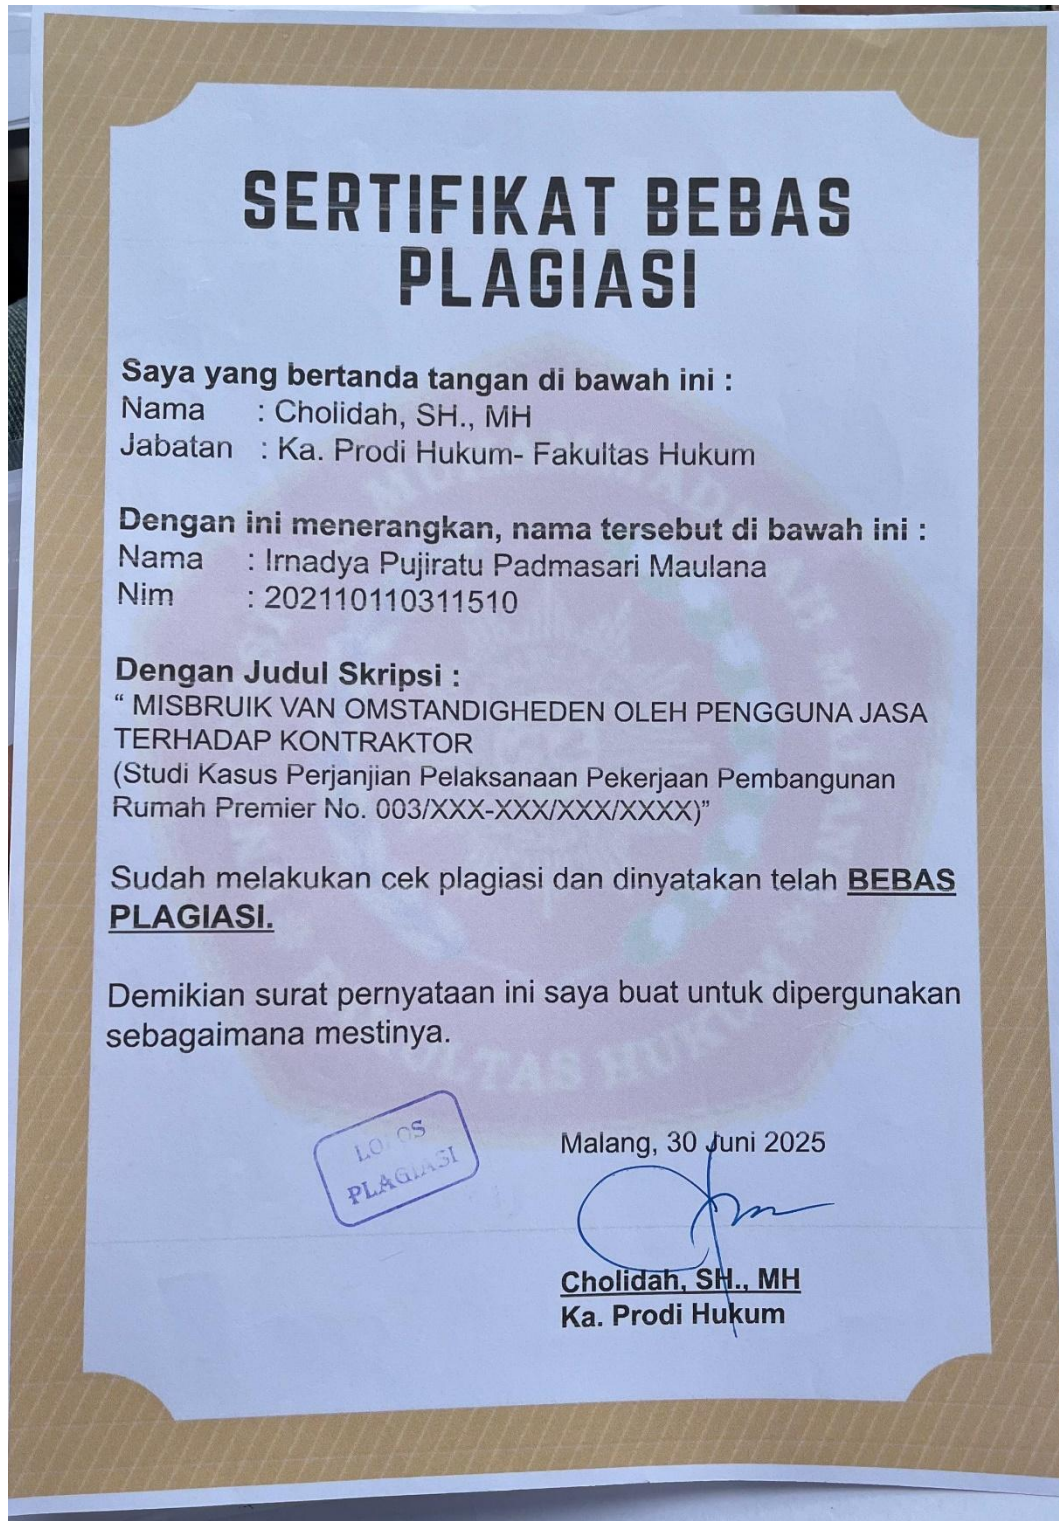 SERTIFIKAT BEBAS
PLAGIASI
Saya yang bertanda tangan di bawah ini :
Nama : Cholidah, SH., MH
Jabatan : Ka. Prodi Hukum- Fakultas Hukum
Dengan ini menerangkan, nama tersebut di bawah ini :
Nama : Irnadya Pujiratu Padmasari Maulana
Nim : 202110110311510
Dengan Judul Skripsi :
“ MISBRUIK VAN OMSTANDIGHEDEN OLEH PENGGUNA JASA
TERHADAP KONTRAKTOR
(Studi Kasus Perjanjian Pelaksanaan Pekerjaan Pembangunan
Rumah Premier No. 003/XXX-XXX/XXX/XXXX)”
Sudah melakukan cek plagiasi dan dinyatakan telah BEBAS
PLAGIASI.
Demikian surat pernyataan ini saya buat untuk dipergunakan
sebagaimana mestinya.
LOLOS
PLAGIASI
Malang, 30 Juni 2025
Cholidah, SH., MH
Ka. Prodi Hukum
FAKULTAS HUKUM